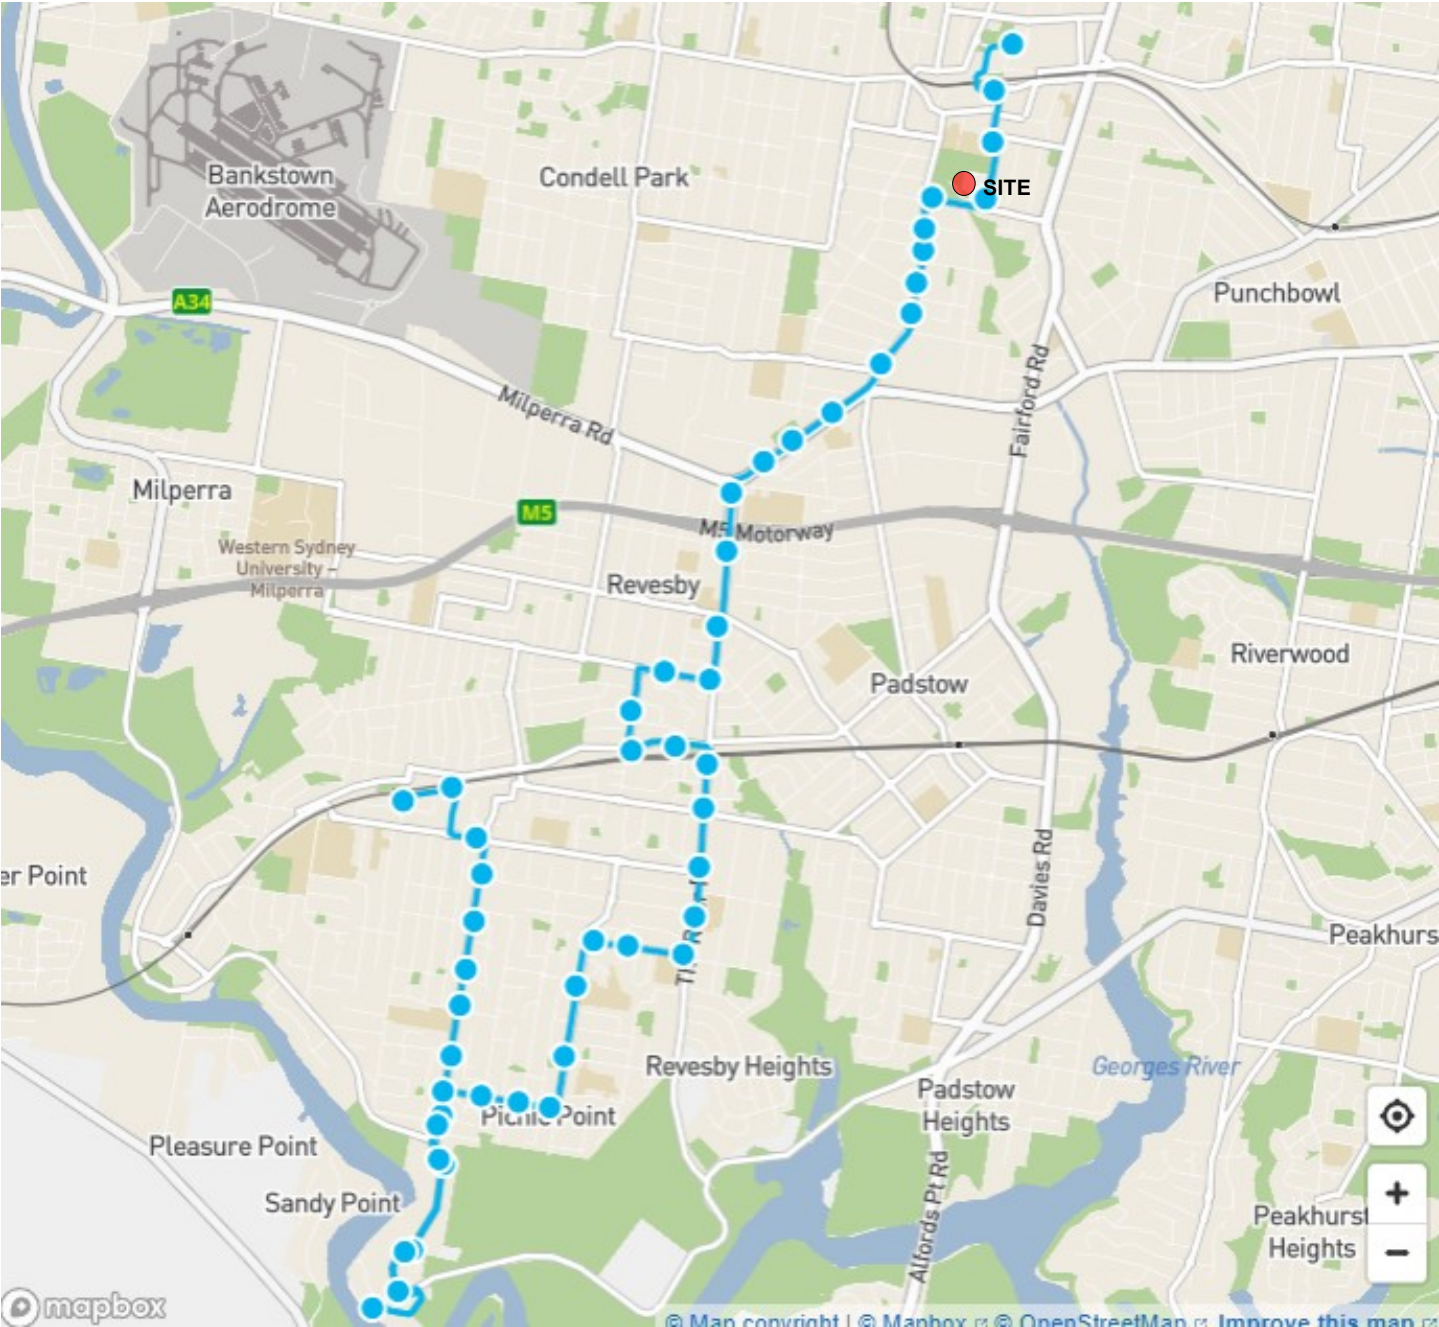 Bankstown
Aerodrome
Condell Park
SITE
A34
Punchbowl
Fairford Rd
Milperra Rd
Milperra
M5
M5 Motorway
Western Sydney
University –
Milperra
Revesby
Riverwood
Padstow
er Point
Davies Rd
Peakhurs
Revesby Heights
Georges River
Padstow
Heights
Picnic Point
Pleasure Point
Sandy Point
Alfords Pt Rd
Peakhurst
Heights
+
−
mapbox
© Map copyright | © Mapbox © OpenStreetMap Improve this map